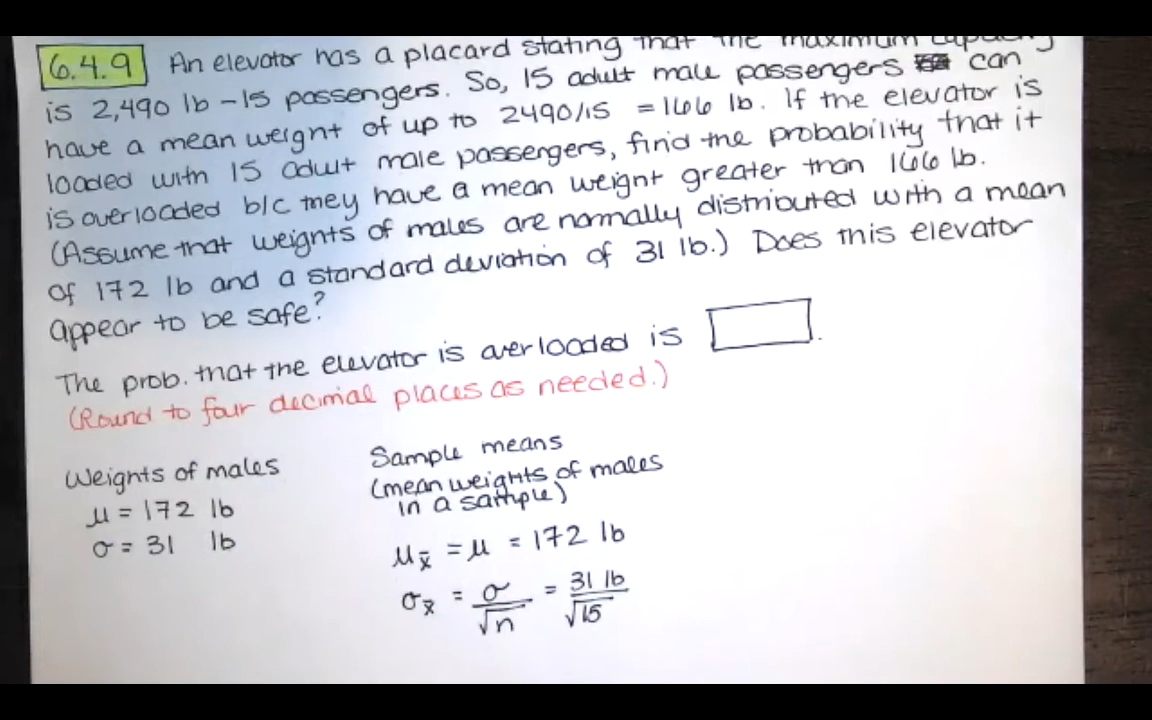 6.4.9 An elevator has a placard stating that the maximum capacity
is 2,490 lb - 15 passengers. So, 15 adult male passengers can
have a mean weight of up to 2490/15 = 166 lb. If the elevator is
loaded with 15 adult male passengers, find the probability that it
is overloaded b/c they have a mean weight greater than 166 lb.
(Assume that weights of males are normally distributed with a mean
of 172 lb and a standard deviation of 31 lb.) Does this elevator
appear to be safe?
The prob. that the elevator is overloaded is .
(Round to four decimal places as needed.)
Weights of males
μ = 172 lb
σ = 31 lb
Sample means
(mean weights of males
in a sample)
μx̄ = μ = 172 lb
σx̄ = σ/√n = 31 lb/√15